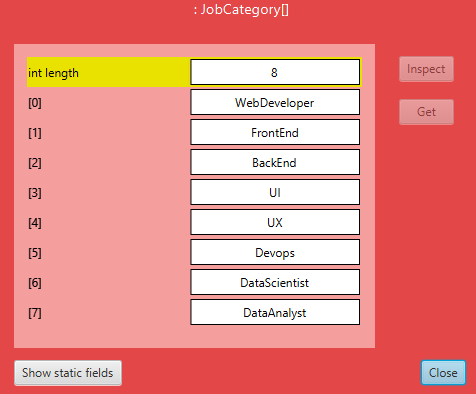 : JobCategory[]
int length 8
Inspect
[0] WebDeveloper
Get
[1] FrontEnd
[2] BackEnd
[3] UI
[4] UX
[5] Devops
[6] DataScientist
[7] DataAnalyst
Show static fields
Close